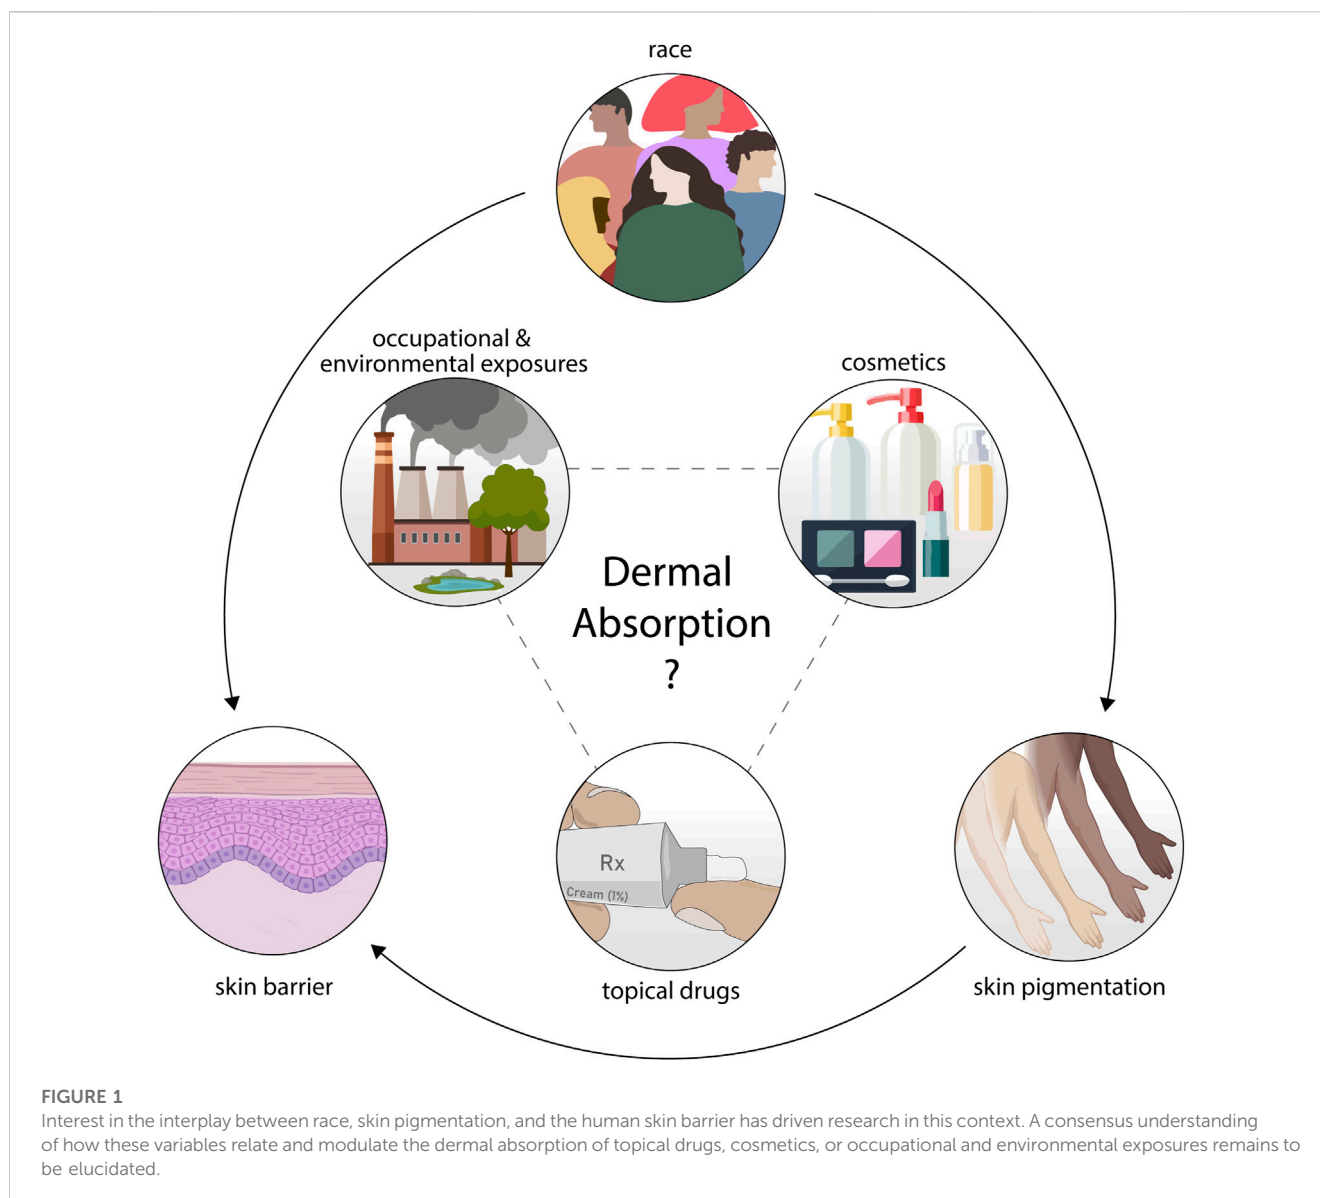 race
occupational &
environmental exposures
cosmetics
Dermal
Absorption
?
Rx
Cream (1%)
skin barrier
topical drugs
skin pigmentation
FIGURE 1
Interest in the interplay between race, skin pigmentation, and the human skin barrier has driven research in this context. A consensus understanding
of how these variables relate and modulate the dermal absorption of topical drugs, cosmetics, or occupational and environmental exposures remains to
be elucidated.